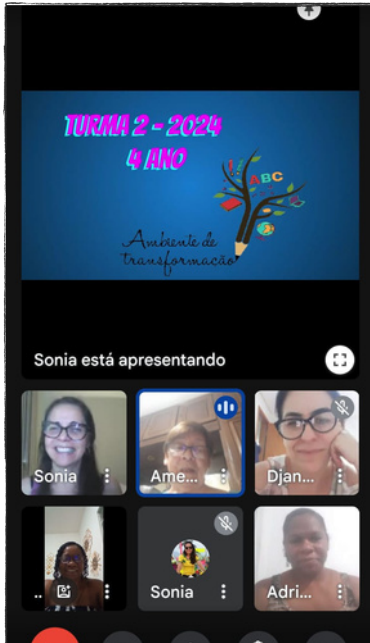 TURMA 2 - 2024
4 ANO
ABC
Ambiente de
transformação
Sonia está apresentando
Sonia
Ame...
Djan...
..
Sonia
Adri...